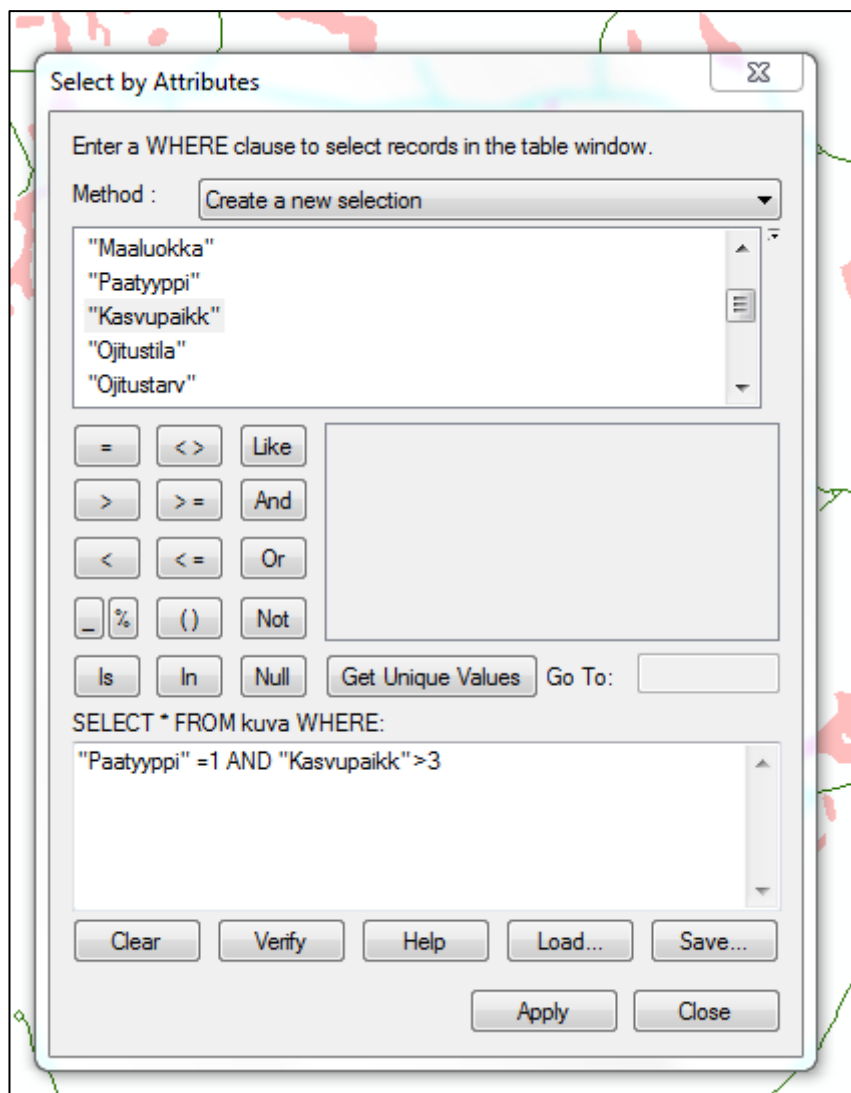 Select by Attributes
Enter a WHERE clause to select records in the table window.
Method : Create a new selection
"Maaluokka"
"Paatyyppi"
"Kasvupaikk"
"Ojitustila"
"Ojitustarv"
= < > Like
> > = And
< < = Or
_ % ( ) Not
Is In Null Get Unique Values Go To:
SELECT * FROM kuva WHERE:
"Paatyyppi" =1 AND "Kasvupaikk">3
Clear Verify Help Load... Save...
Apply Close